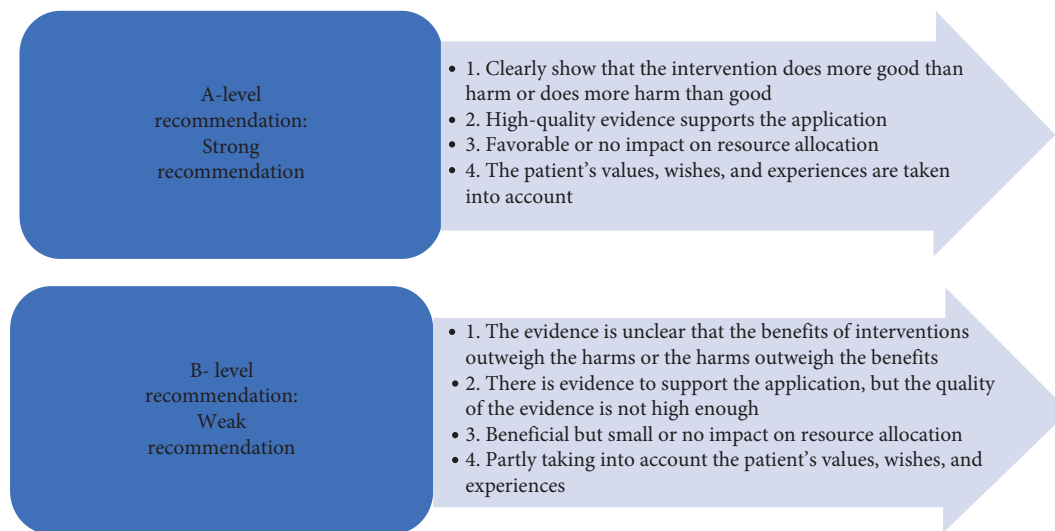 A-level
recommendation:
Strong
recommendation
• 1. Clearly show that the intervention does more good than
harm or does more harm than good
• 2. High-quality evidence supports the application
• 3. Favorable or no impact on resource allocation
• 4. The patient's values, wishes, and experiences are taken
into account
B- level
recommendation:
Weak
recommendation
• 1. The evidence is unclear that the benefits of interventions
outweigh the harms or the harms outweigh the benefits
• 2. There is evidence to support the application, but the quality
of the evidence is not high enough
• 3. Beneficial but small or no impact on resource allocation
• 4. Partly taking into account the patient's values, wishes, and
experiences